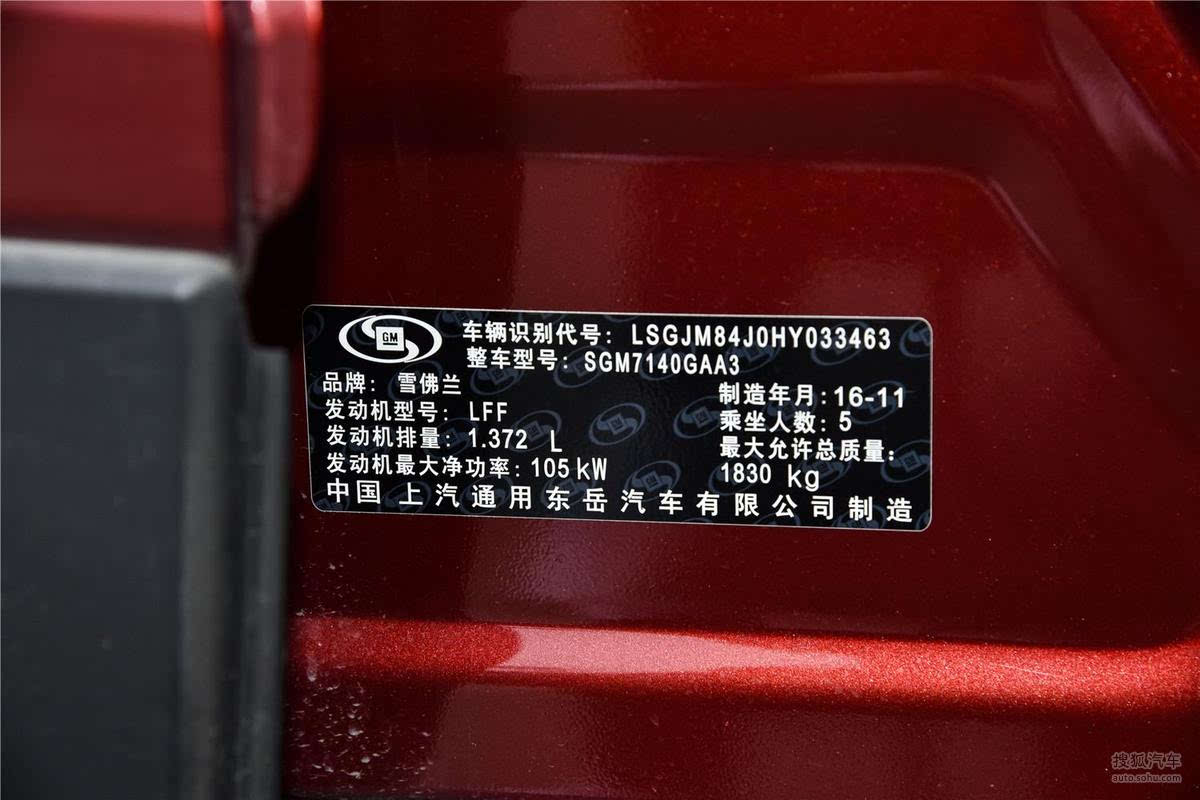 GM
车辆识别代号：LSGJM84J0HY033463
整车型号：SGM7140GAA3
品牌：雪佛兰
制造年月：16-11
发动机型号：LFF
乘坐人数：5
发动机排量：1.372 L
最大允许总质量：
发动机最大净功率：105 kW
1830 kg
中国 上汽通用东岳汽车有限公司制造
搜狐汽车
auto.sohu.com